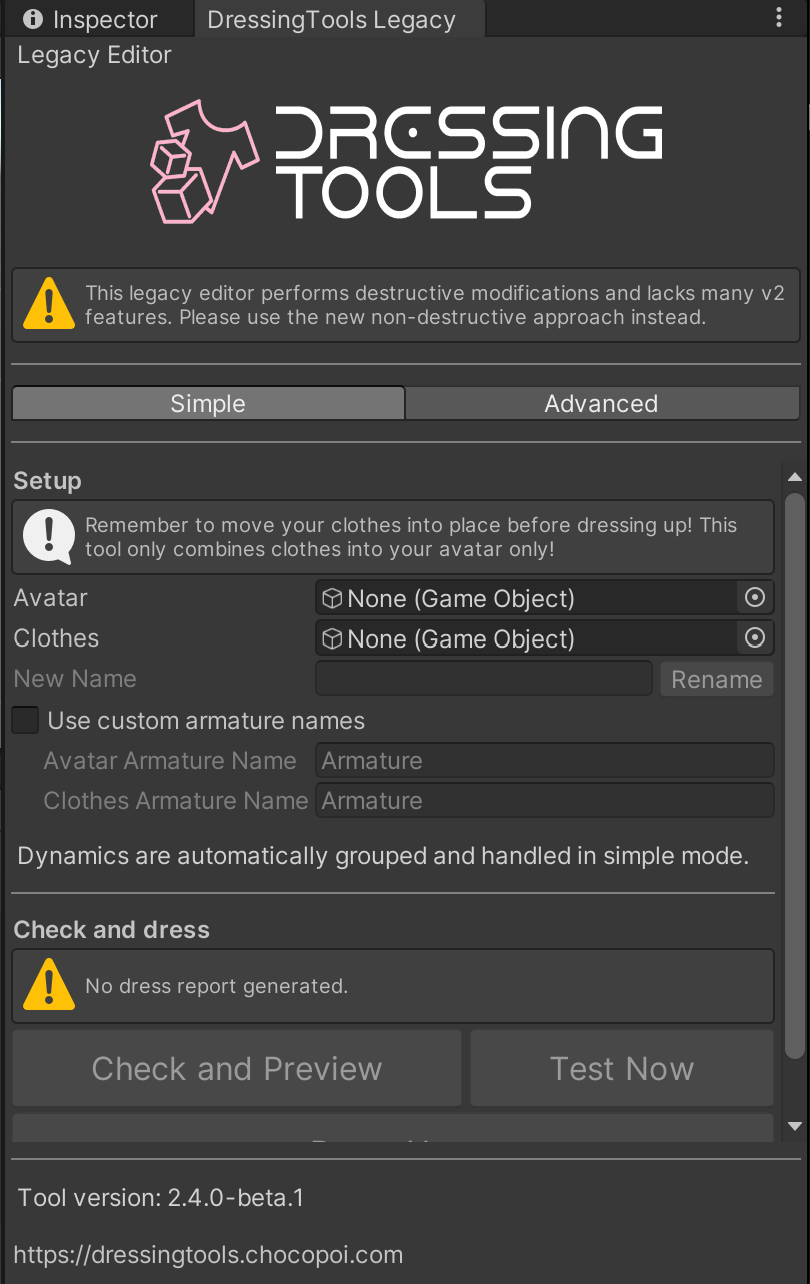 Inspector
DressingTools Legacy
Legacy Editor
DRESSING
TOOLS
This legacy editor performs destructive modifications and lacks many v2
features. Please use the new non-destructive approach instead.
Simple
Advanced
Setup
Remember to move your clothes into place before dressing up! This
tool only combines clothes into your avatar only!
Avatar
None (Game Object)
Clothes
None (Game Object)
New Name
Rename
Use custom armature names
Avatar Armature Name
Armature
Clothes Armature Name
Armature
Dynamics are automatically grouped and handled in simple mode.
Check and dress
No dress report generated.
Check and Preview
Test Now
Tool version: 2.4.0-beta.1
https://dressingtools.chocopoi.com